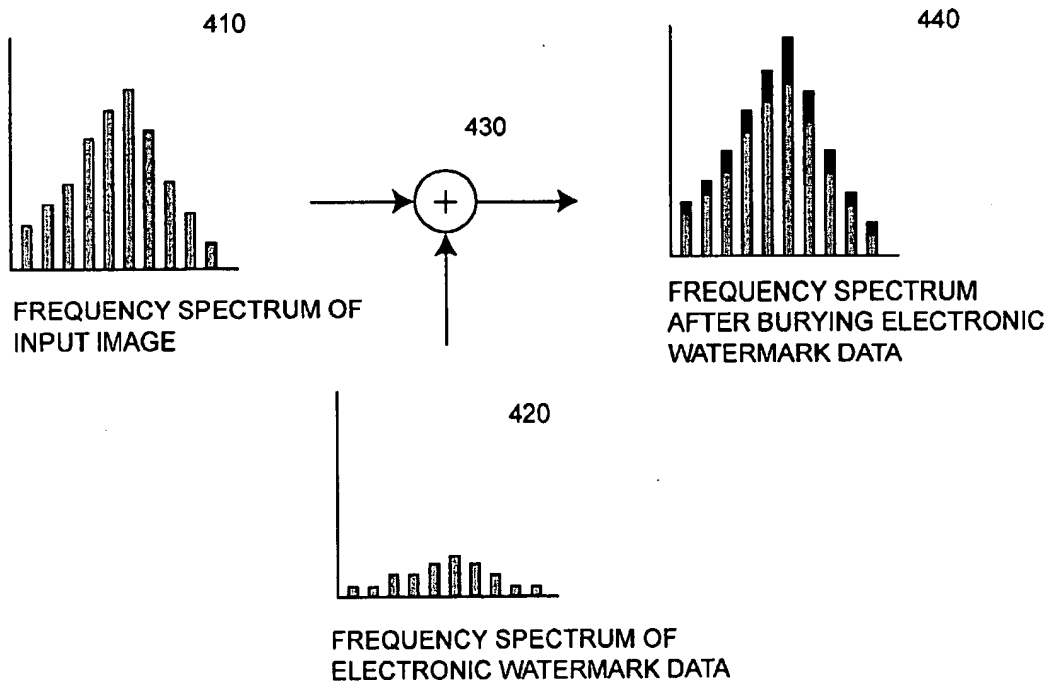 410
440
430
+
FREQUENCY SPECTRUM OF
INPUT IMAGE
FREQUENCY SPECTRUM
AFTER BURYING ELECTRONIC
WATERMARK DATA
420
FREQUENCY SPECTRUM OF
ELECTRONIC WATERMARK DATA